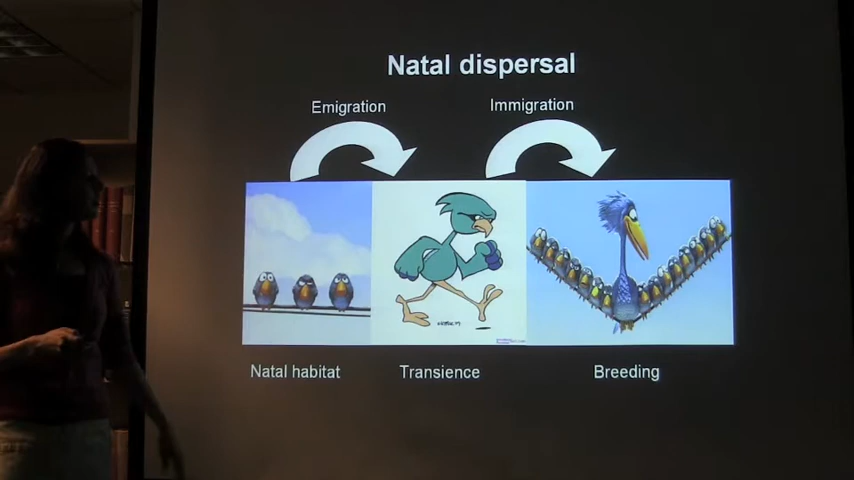 Natal dispersal
Emigration
Immigration
Natal habitat
Transience
Breeding